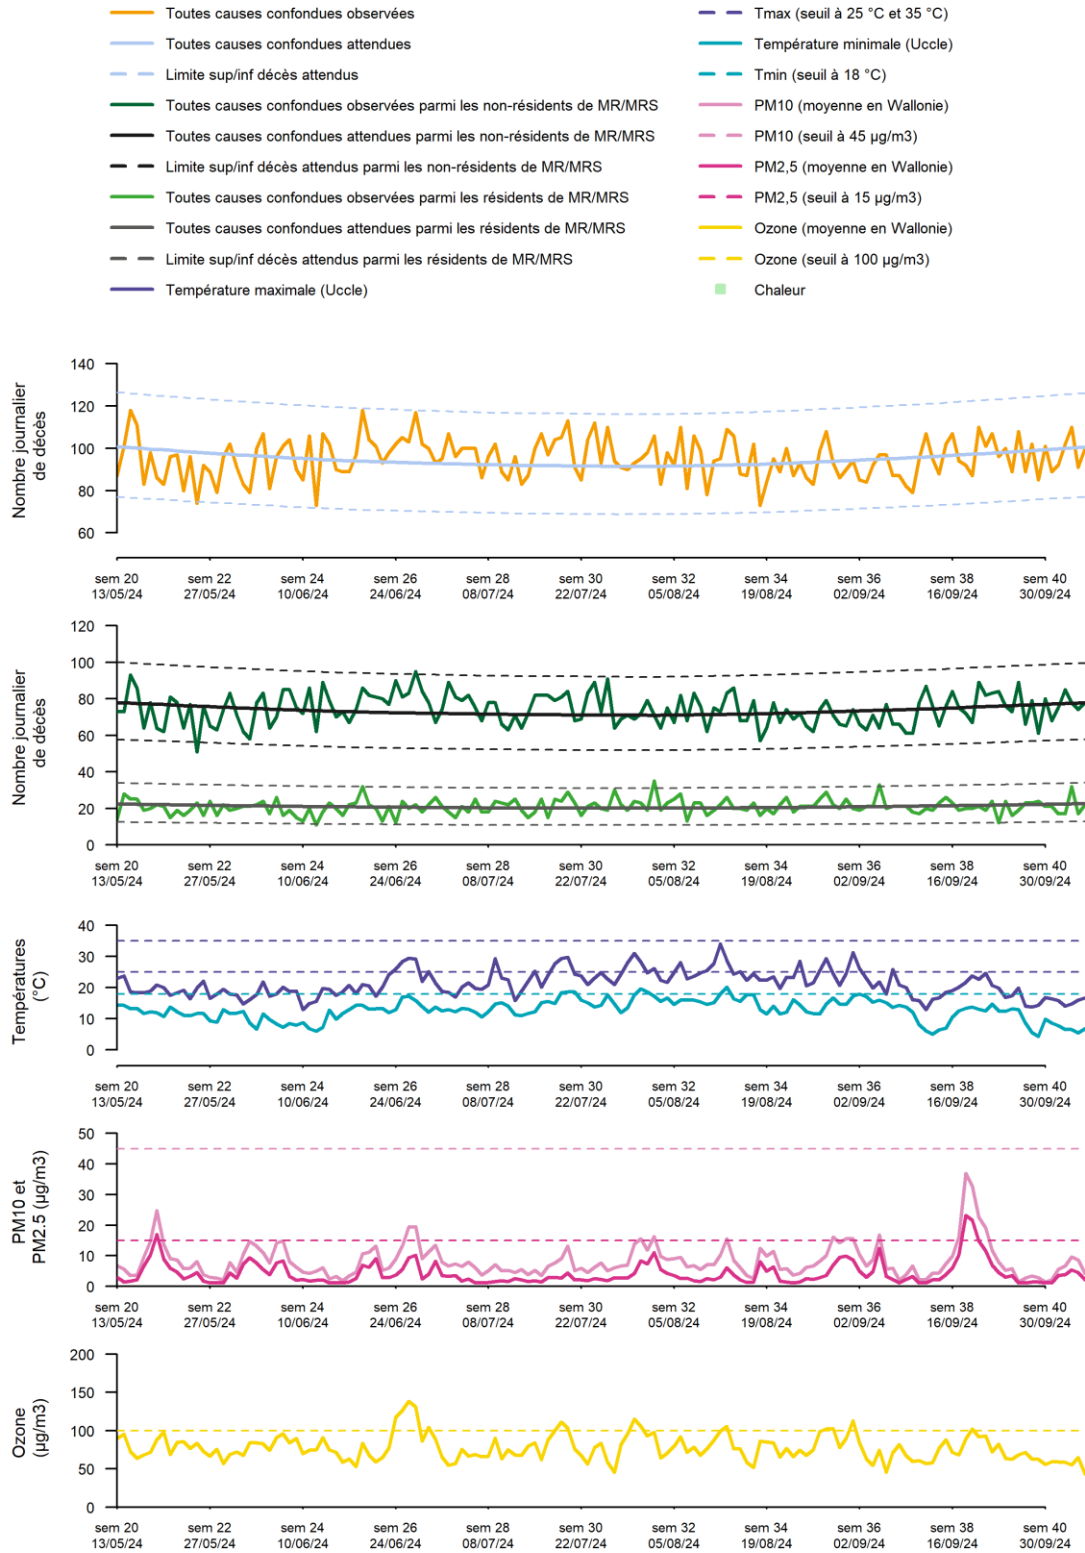 Toutes causes confondues observées
Toutes causes confondues attendues
Limite sup/inf décès attendus
Toutes causes confondues observées parmi les non-résidents de MR/MRS
Toutes causes confondues attendues parmi les non-résidents de MR/MRS
Limite sup/inf décès attendus parmi les non-résidents de MR/MRS
Toutes causes confondues observées parmi les résidents de MR/MRS
Toutes causes confondues attendues parmi les résidents de MR/MRS
Limite sup/inf décès attendus parmi les résidents de MR/MRS
Température maximale (Uccle)
Tmax (seuil à 25 °C et 35 °C)
Température minimale (Uccle)
Tmin (seuil à 18 °C)
PM10 (moyenne en Wallonie)
PM10 (seuil à 45 µg/m3)
PM2,5 (moyenne en Wallonie)
PM2,5 (seuil à 15 µg/m3)
Ozone (moyenne en Wallonie)
Ozone (seuil à 100 µg/m3)
Chaleur
Nombre journalier
de décès
140
120
100
80
60
sem 20 sem 22 sem 24 sem 26 sem 28 sem 30 sem 32 sem 34 sem 36 sem 38 sem 40
13/05/24 27/05/24 10/06/24 24/06/24 08/07/24 22/07/24 05/08/24 19/08/24 02/09/24 16/09/24 30/09/24
Nombre journalier
de décès
120
100
80
60
40
20
0
sem 20 sem 22 sem 24 sem 26 sem 28 sem 30 sem 32 sem 34 sem 36 sem 38 sem 40
13/05/24 27/05/24 10/06/24 24/06/24 08/07/24 22/07/24 05/08/24 19/08/24 02/09/24 16/09/24 30/09/24
Températures
(°C)
40
30
20
10
0
sem 20 sem 22 sem 24 sem 26 sem 28 sem 30 sem 32 sem 34 sem 36 sem 38 sem 40
13/05/24 27/05/24 10/06/24 24/06/24 08/07/24 22/07/24 05/08/24 19/08/24 02/09/24 16/09/24 30/09/24
PM10 et
PM2.5 (µg/m3)
50
40
30
20
10
0
sem 20 sem 22 sem 24 sem 26 sem 28 sem 30 sem 32 sem 34 sem 36 sem 38 sem 40
13/05/24 27/05/24 10/06/24 24/06/24 08/07/24 22/07/24 05/08/24 19/08/24 02/09/24 16/09/24 30/09/24
Ozone
(µg/m3)
200
150
100
50
0
sem 20 sem 22 sem 24 sem 26 sem 28 sem 30 sem 32 sem 34 sem 36 sem 38 sem 40
13/05/24 27/05/24 10/06/24 24/06/24 08/07/24 22/07/24 05/08/24 19/08/24 02/09/24 16/09/24 30/09/24